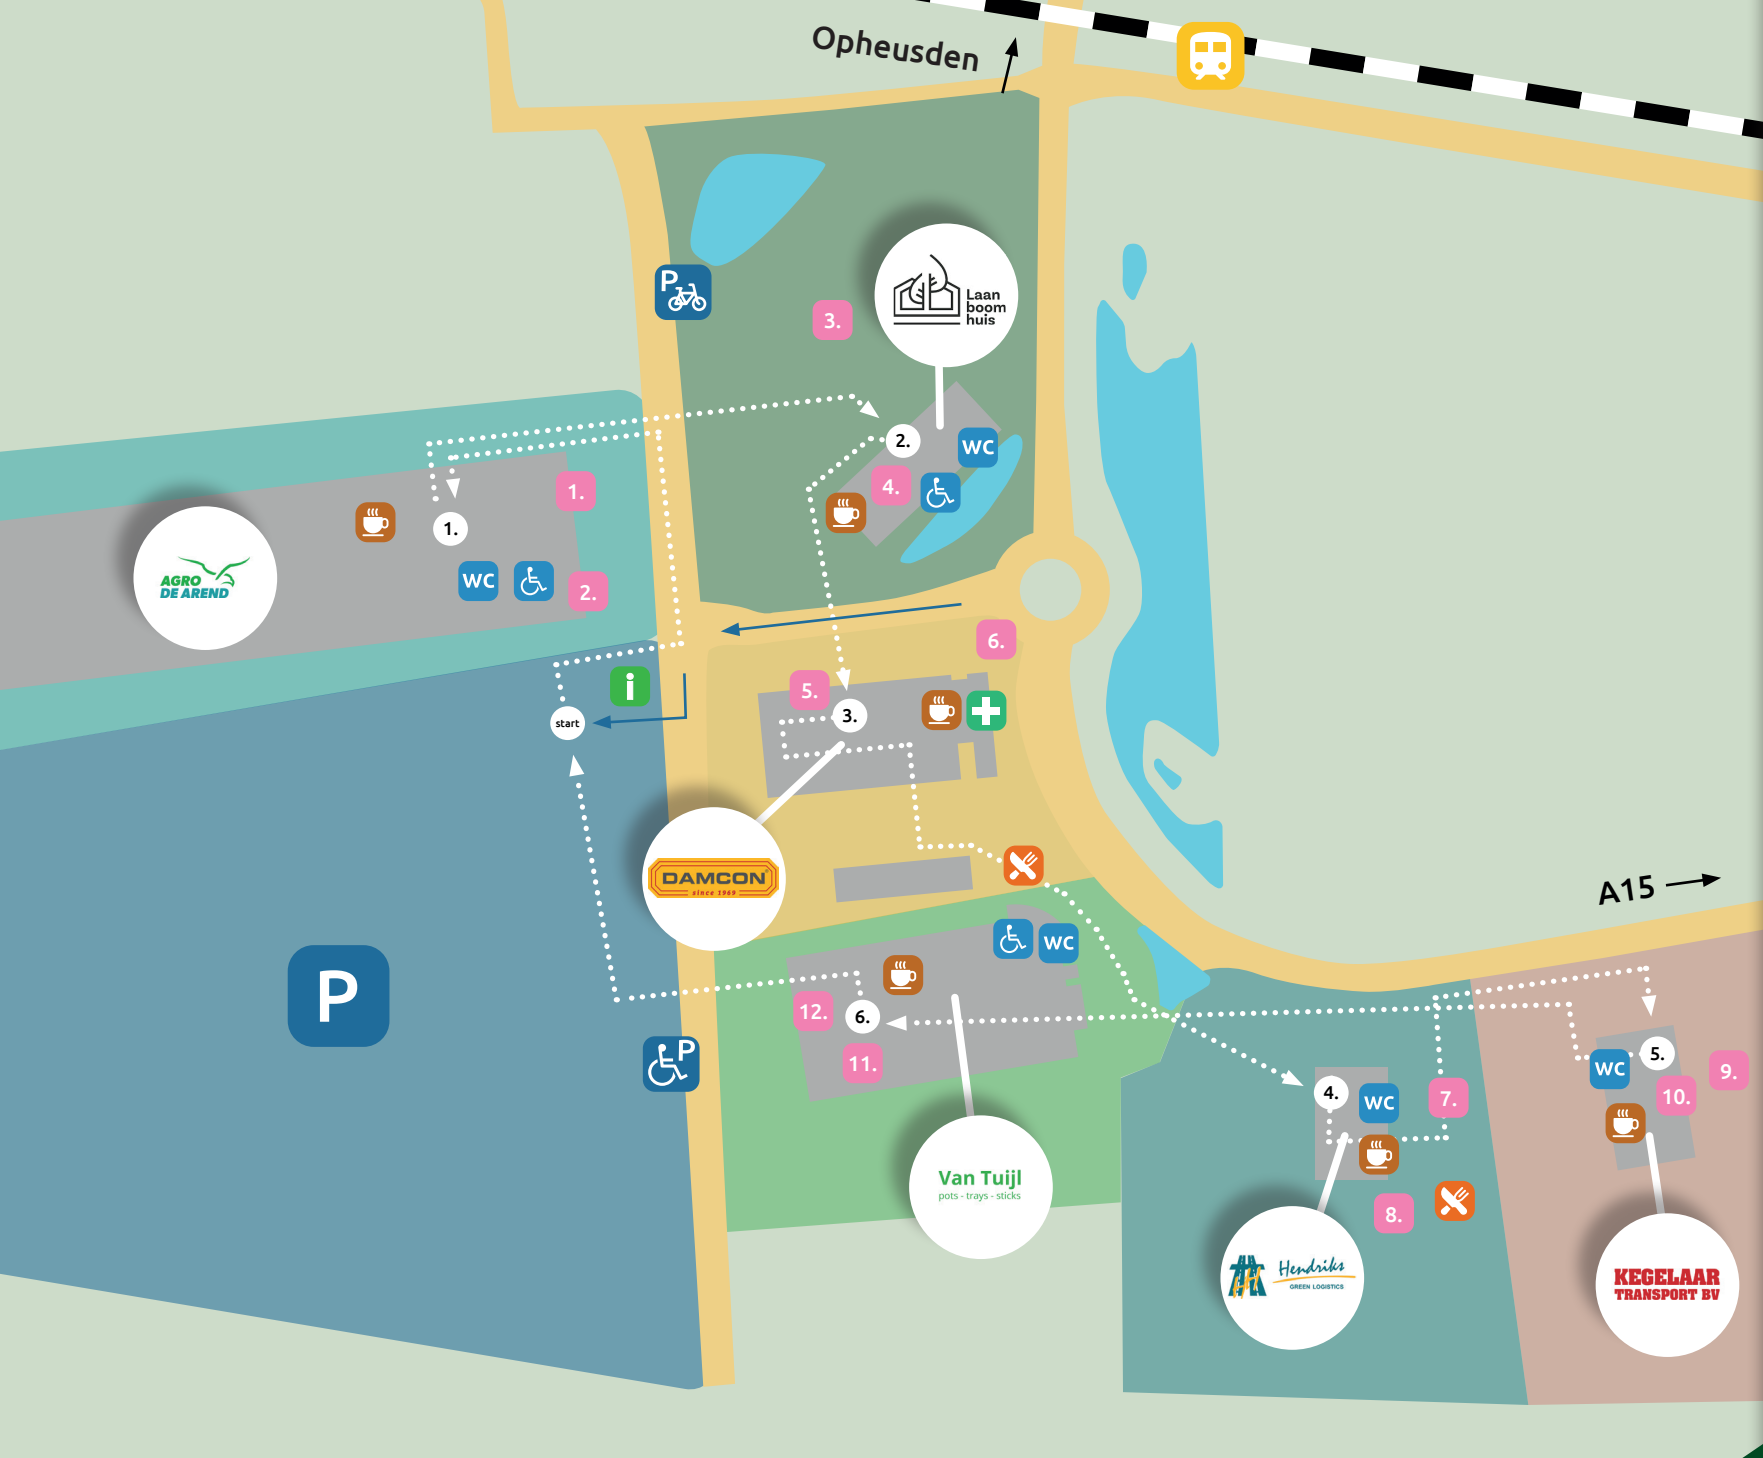 Opheusden
P
Laan
boom
huis
3.
2.
WC
4.
1.
1.
AGRO
DE AREND
WC
2.
6.
i
5.
start
3.
DAMCON
since 1969
A15
WC
P
12.
6.
11.
P
5.
WC
9.
10.
4.
WC
7.
Van Tuijl
pots - trays - sticks
8.
Hendriks
GREEN LOGISTICS
KEGELAAR
TRANSPORT BV